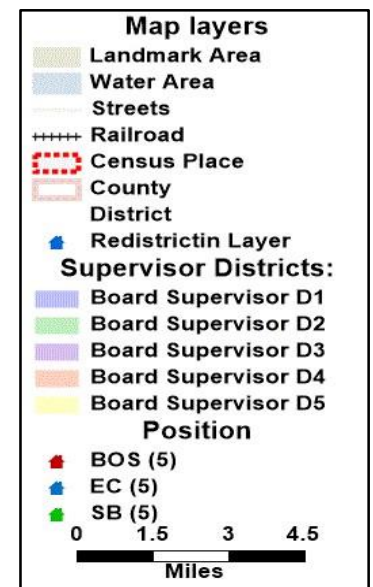 Map layers
Landmark Area
Water Area
Streets
Railroad
Census Place
County
District
Redistrictin Layer
Supervisor Districts:
Board Supervisor D1
Board Supervisor D2
Board Supervisor D3
Board Supervisor D4
Board Supervisor D5
Position
BOS (5)
EC (5)
SB (5)
0 1.5 3 4.5
Miles